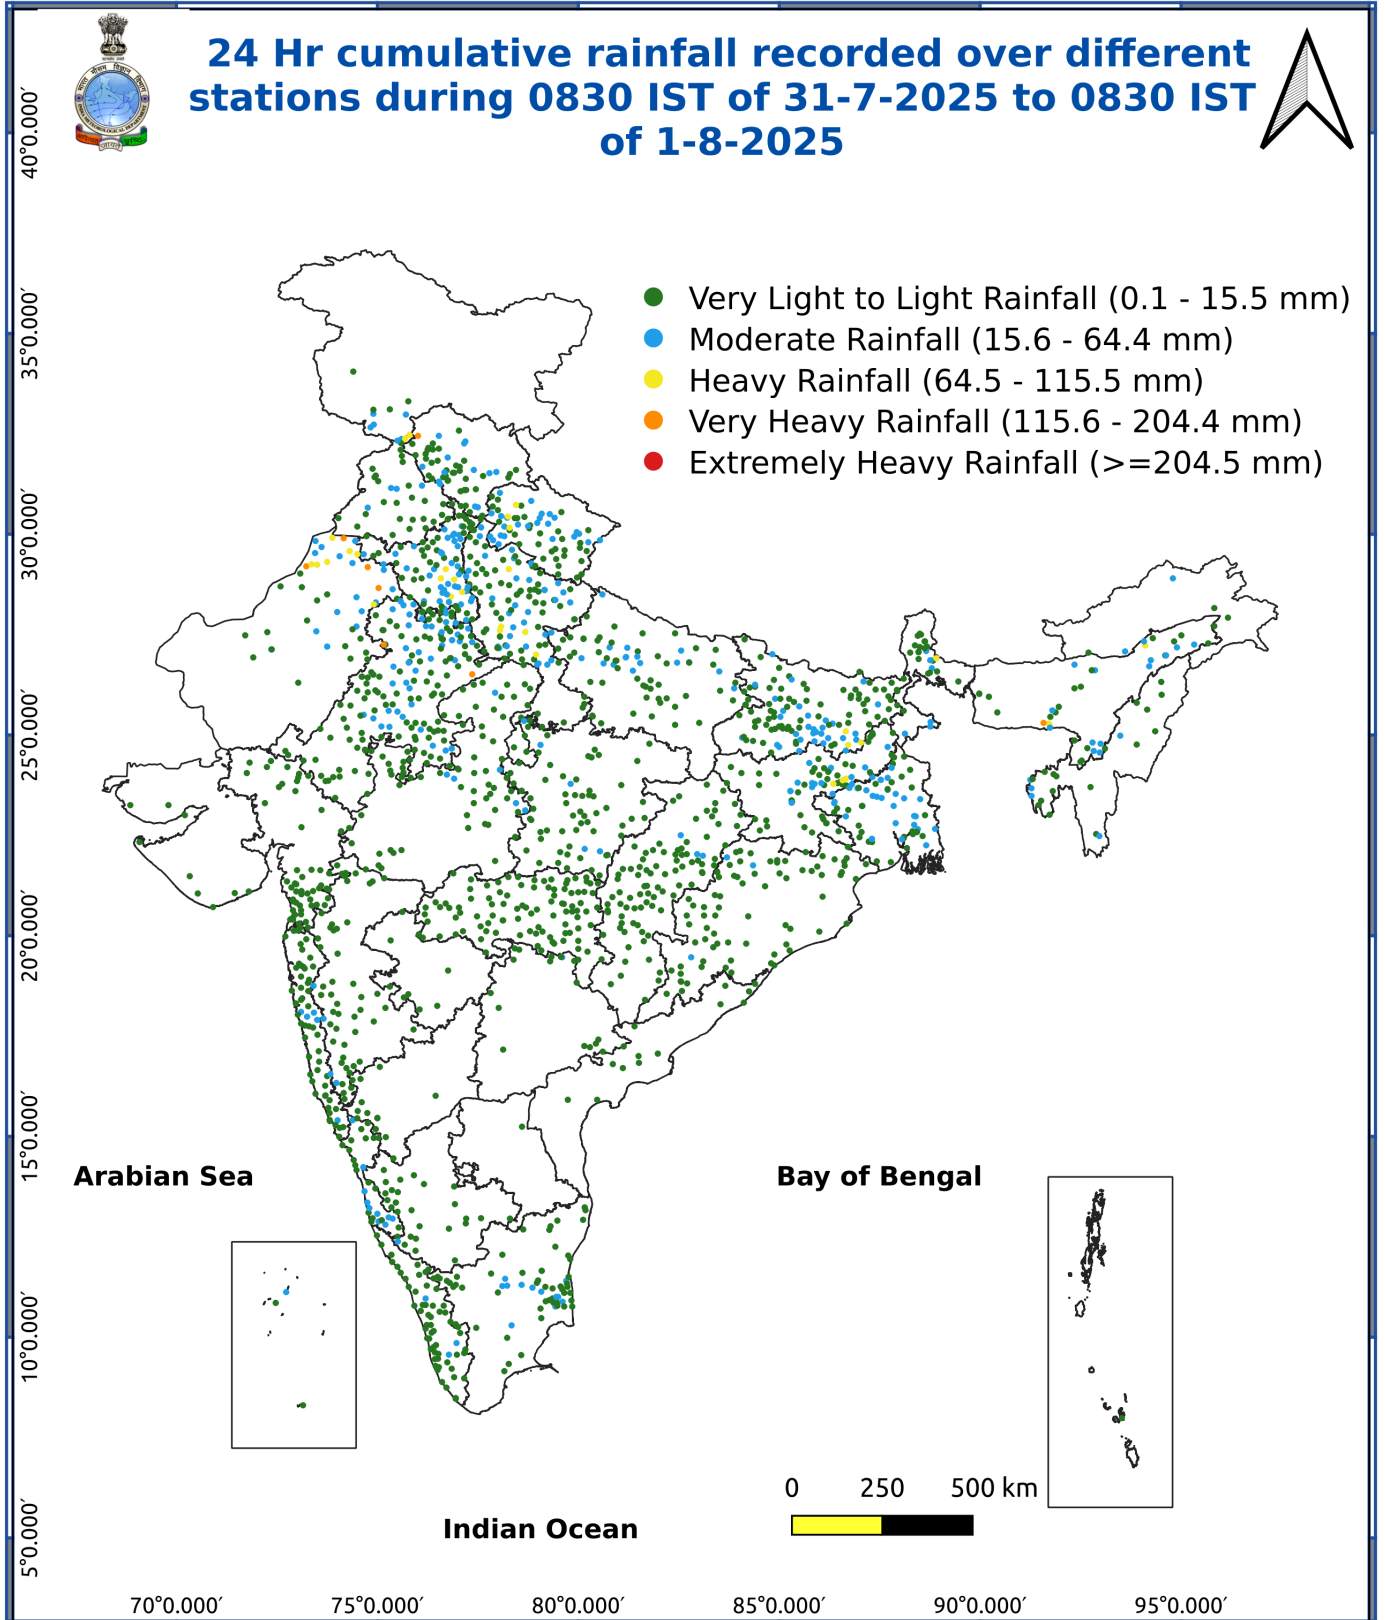 24 Hr cumulative rainfall recorded over different
stations during 0830 IST of 31-7-2025 to 0830 IST
of 1-8-2025
Very Light to Light Rainfall (0.1 - 15.5 mm)
Moderate Rainfall (15.6 - 64.4 mm)
Heavy Rainfall (64.5 - 115.5 mm)
Very Heavy Rainfall (115.6 - 204.4 mm)
Extremely Heavy Rainfall (>=204.5 mm)
40°0.000′
35°0.000′
30°0.000′
25°0.000′
20°0.000′
15°0.000′
10°0.000′
5°0.000′
Arabian Sea
Bay of Bengal
Indian Ocean
0 250 500 km
70°0.000′ 75°0.000′ 80°0.000′ 85°0.000′ 90°0.000′ 95°0.000′